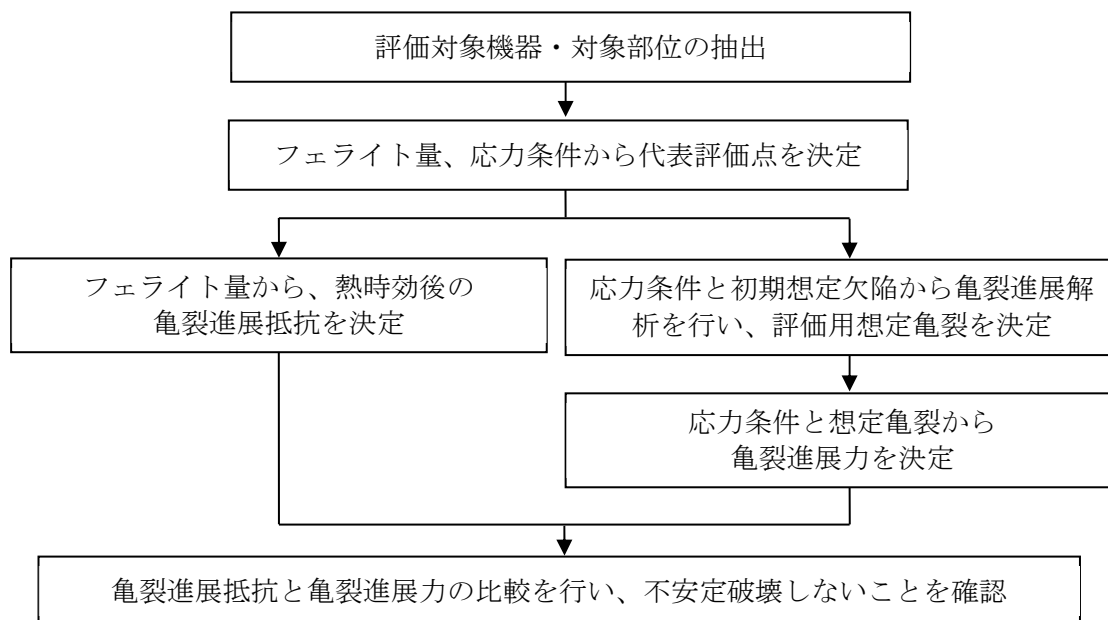 評価対象機器・対象部位の抽出
フェライト量、応力条件から代表評価点を決定
フェライト量から、熱時効後の
亀裂進展抵抗を決定
応力条件と初期想定欠陥から亀裂進展解
析を行い、評価用想定亀裂を決定
応力条件と想定亀裂から
亀裂進展力を決定
亀裂進展抵抗と亀裂進展力の比較を行い、不安定破壊しないことを確認